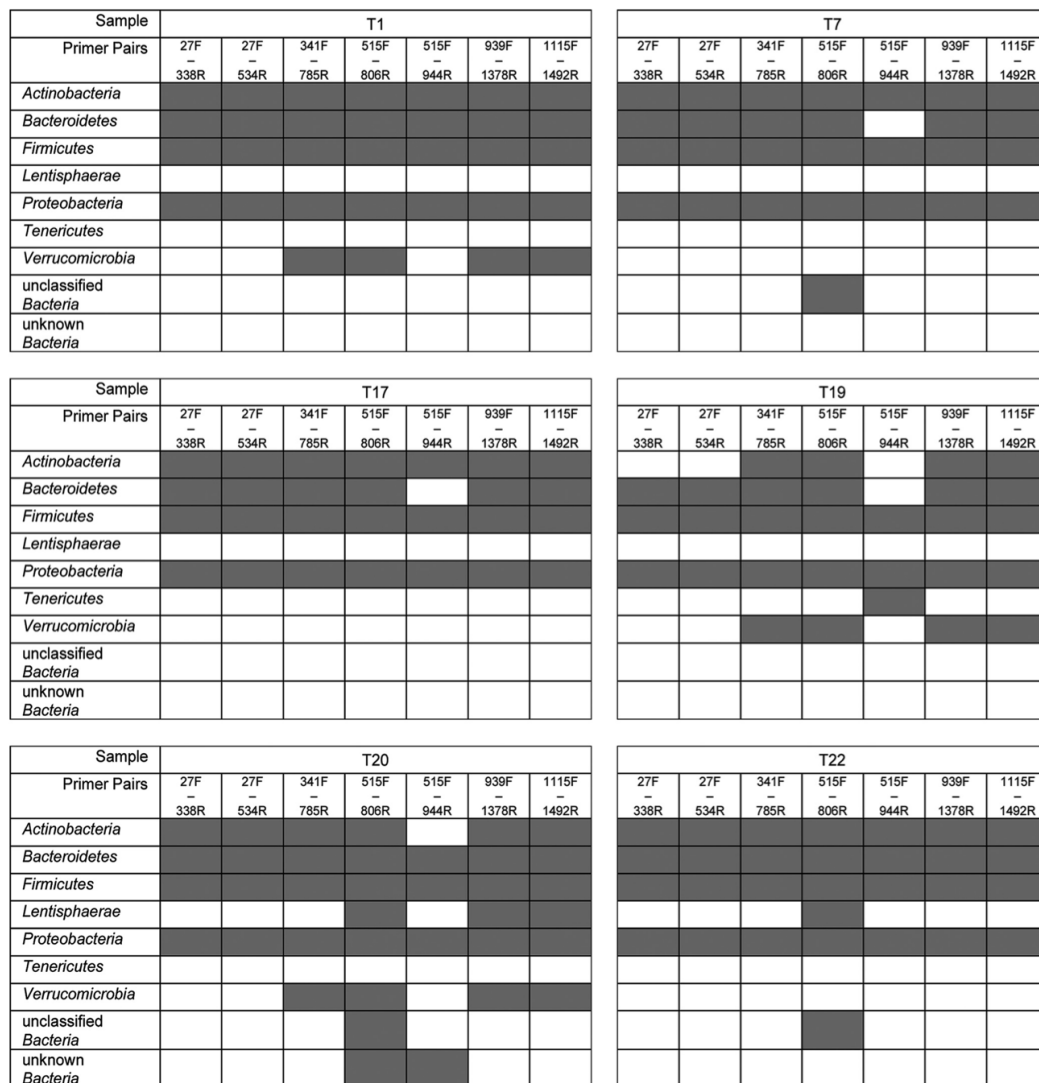 Sample T1 T7
Primer Pairs 27F 27F 341F 515F 515F 939F 1115F 27F 27F 341F 515F 515F 939F 1115F
– – – – – – – – – – – – – –
338R 534R 785R 806R 944R 1378R 1492R 338R 534R 785R 806R 944R 1378R 1492R
Actinobacteria
Bacteroidetes
Firmicutes
Lentisphaerae
Proteobacteria
Tenericutes
Verrucomicrobia
unclassified
Bacteria
unknown
Bacteria
Sample T17 T19
Primer Pairs 27F 27F 341F 515F 515F 939F 1115F 27F 27F 341F 515F 515F 939F 1115F
– – – – – – – – – – – – – –
338R 534R 785R 806R 944R 1378R 1492R 338R 534R 785R 806R 944R 1378R 1492R
Actinobacteria
Bacteroidetes
Firmicutes
Lentisphaerae
Proteobacteria
Tenericutes
Verrucomicrobia
unclassified
Bacteria
unknown
Bacteria
Sample T20 T22
Primer Pairs 27F 27F 341F 515F 515F 939F 1115F 27F 27F 341F 515F 515F 939F 1115F
– – – – – – – – – – – – – –
338R 534R 785R 806R 944R 1378R 1492R 338R 534R 785R 806R 944R 1378R 1492R
Actinobacteria
Bacteroidetes
Firmicutes
Lentisphaerae
Proteobacteria
Tenericutes
Verrucomicrobia
unclassified
Bacteria
unknown
Bacteria